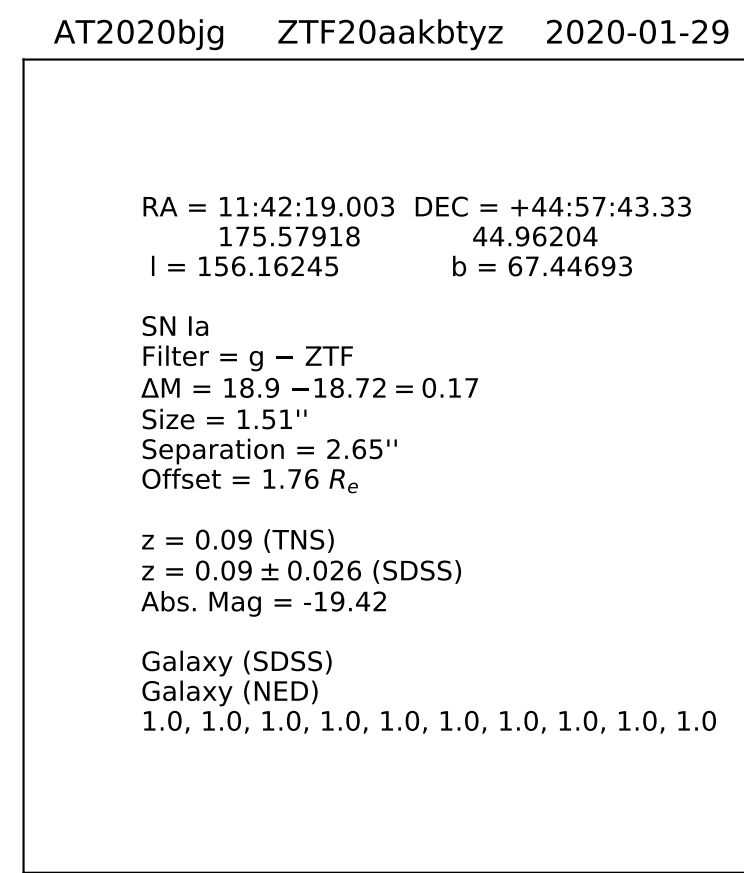 AT2020bjg ZTF20aakbtyz 2020-01-29
RA = 11:42:19.003 DEC = +44:57:43.33
175.57918 44.96204
l = 156.16245 b = 67.44693
SN Ia
Filter = g − ZTF
ΔM = 18.9 −18.72 = 0.17
Size = 1.51''
Separation = 2.65''
Offset = 1.76 Re
z = 0.09 (TNS)
z = 0.09 ± 0.026 (SDSS)
Abs. Mag = -19.42
Galaxy (SDSS)
Galaxy (NED)
1.0, 1.0, 1.0, 1.0, 1.0, 1.0, 1.0, 1.0, 1.0, 1.0